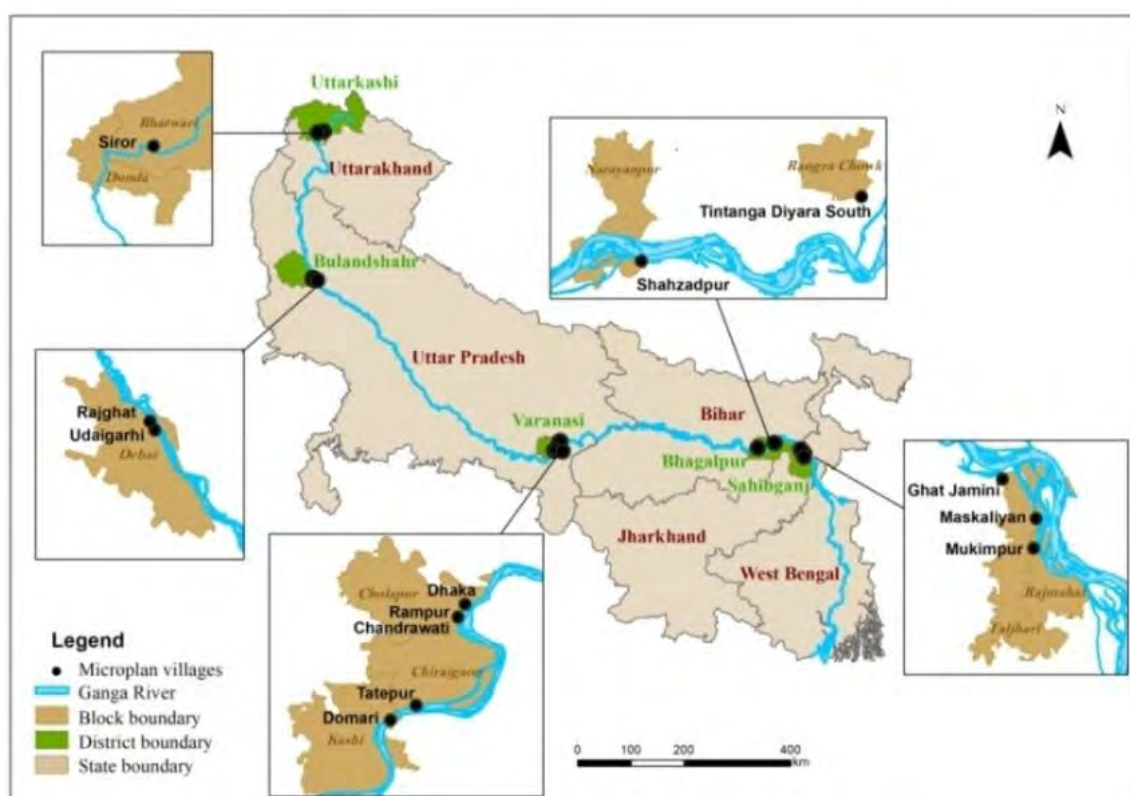 Uttarkashi
Uttarakhand
Bulandshahr
Uttar Pradesh
Varanasi
Bihar
Bhagalpur
Sahibganj
Jharkhand
West Bengal
Bhatwari
Siror
Dunda
N
Narayanpur
Rangra Chowk
Tintanga Diyara South
Shahzadpur
Rajghat
Udaigarhi
Debai
Ghat Jamini
Maskaliyan
Mukimpur
Rajmahal
Taljhari
Cholapur
Dhaka
Rampur
Chandrawati
Chiraigaon
Tatepur
Domari
Kashi
Legend
Microplan villages
Ganga River
Block boundary
District boundary
State boundary
0 100 200 400
km